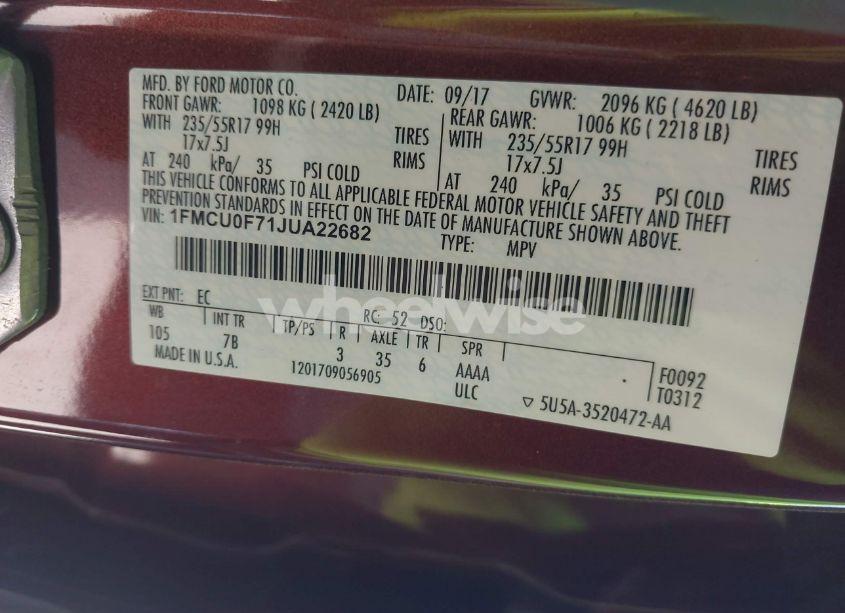 MFD. BY FORD MOTOR CO. DATE: 09/17 GVWR: 2096 KG ( 4620 LB)
FRONT GAWR: 1098 KG ( 2420 LB) REAR GAWR: 1006 KG ( 2218 LB)
WITH 235/55R17 99H TIRES WITH 235/55R17 99H TIRES
17x7.5J RIMS 17x7.5J RIMS
AT 240 kPa/ 35 PSI COLD AT 240 kPa/ 35 PSI COLD
THIS VEHICLE CONFORMS TO ALL APPLICABLE FEDERAL MOTOR VEHICLE SAFETY AND THEFT
PREVENTION STANDARDS IN EFFECT ON THE DATE OF MANUFACTURE SHOWN ABOVE.
VIN: 1FMCU0F71JUA22682 TYPE: MPV
wheelwise
EXT PNT: EC RC: 52 DSO:
WB INT TR TP/PS R AXLE TR SPR
105 7B 3 35 6 AAAA F0092
MADE IN U.S.A. 1201709056905 ULC T0312
▽ 5U5A-3520472-AA